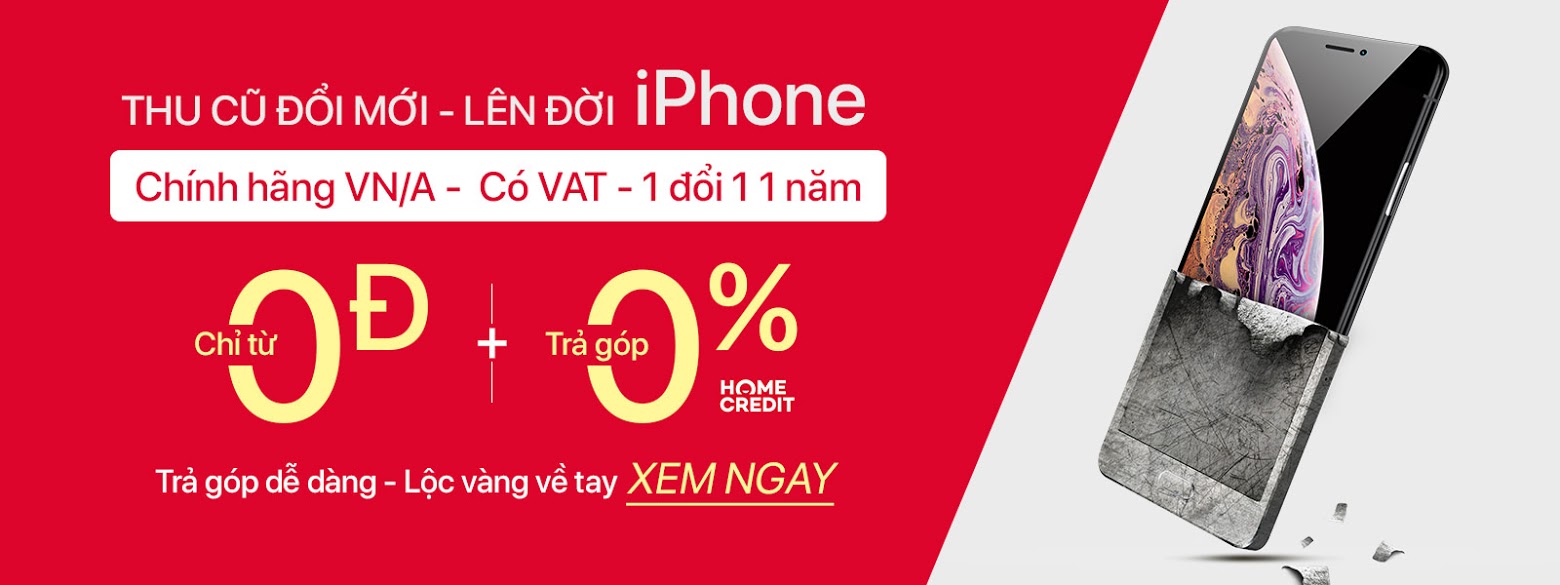 THU CŨ ĐỔI MỚI - LÊN ĐỜI iPhone
Chính hãng VN/A - Có VAT - 1 đổi 1 1 năm
Chỉ từ 0Đ + Trả góp 0%
HOME
CREDIT
Trả góp dễ dàng - Lộc vàng về tay XEM NGAY